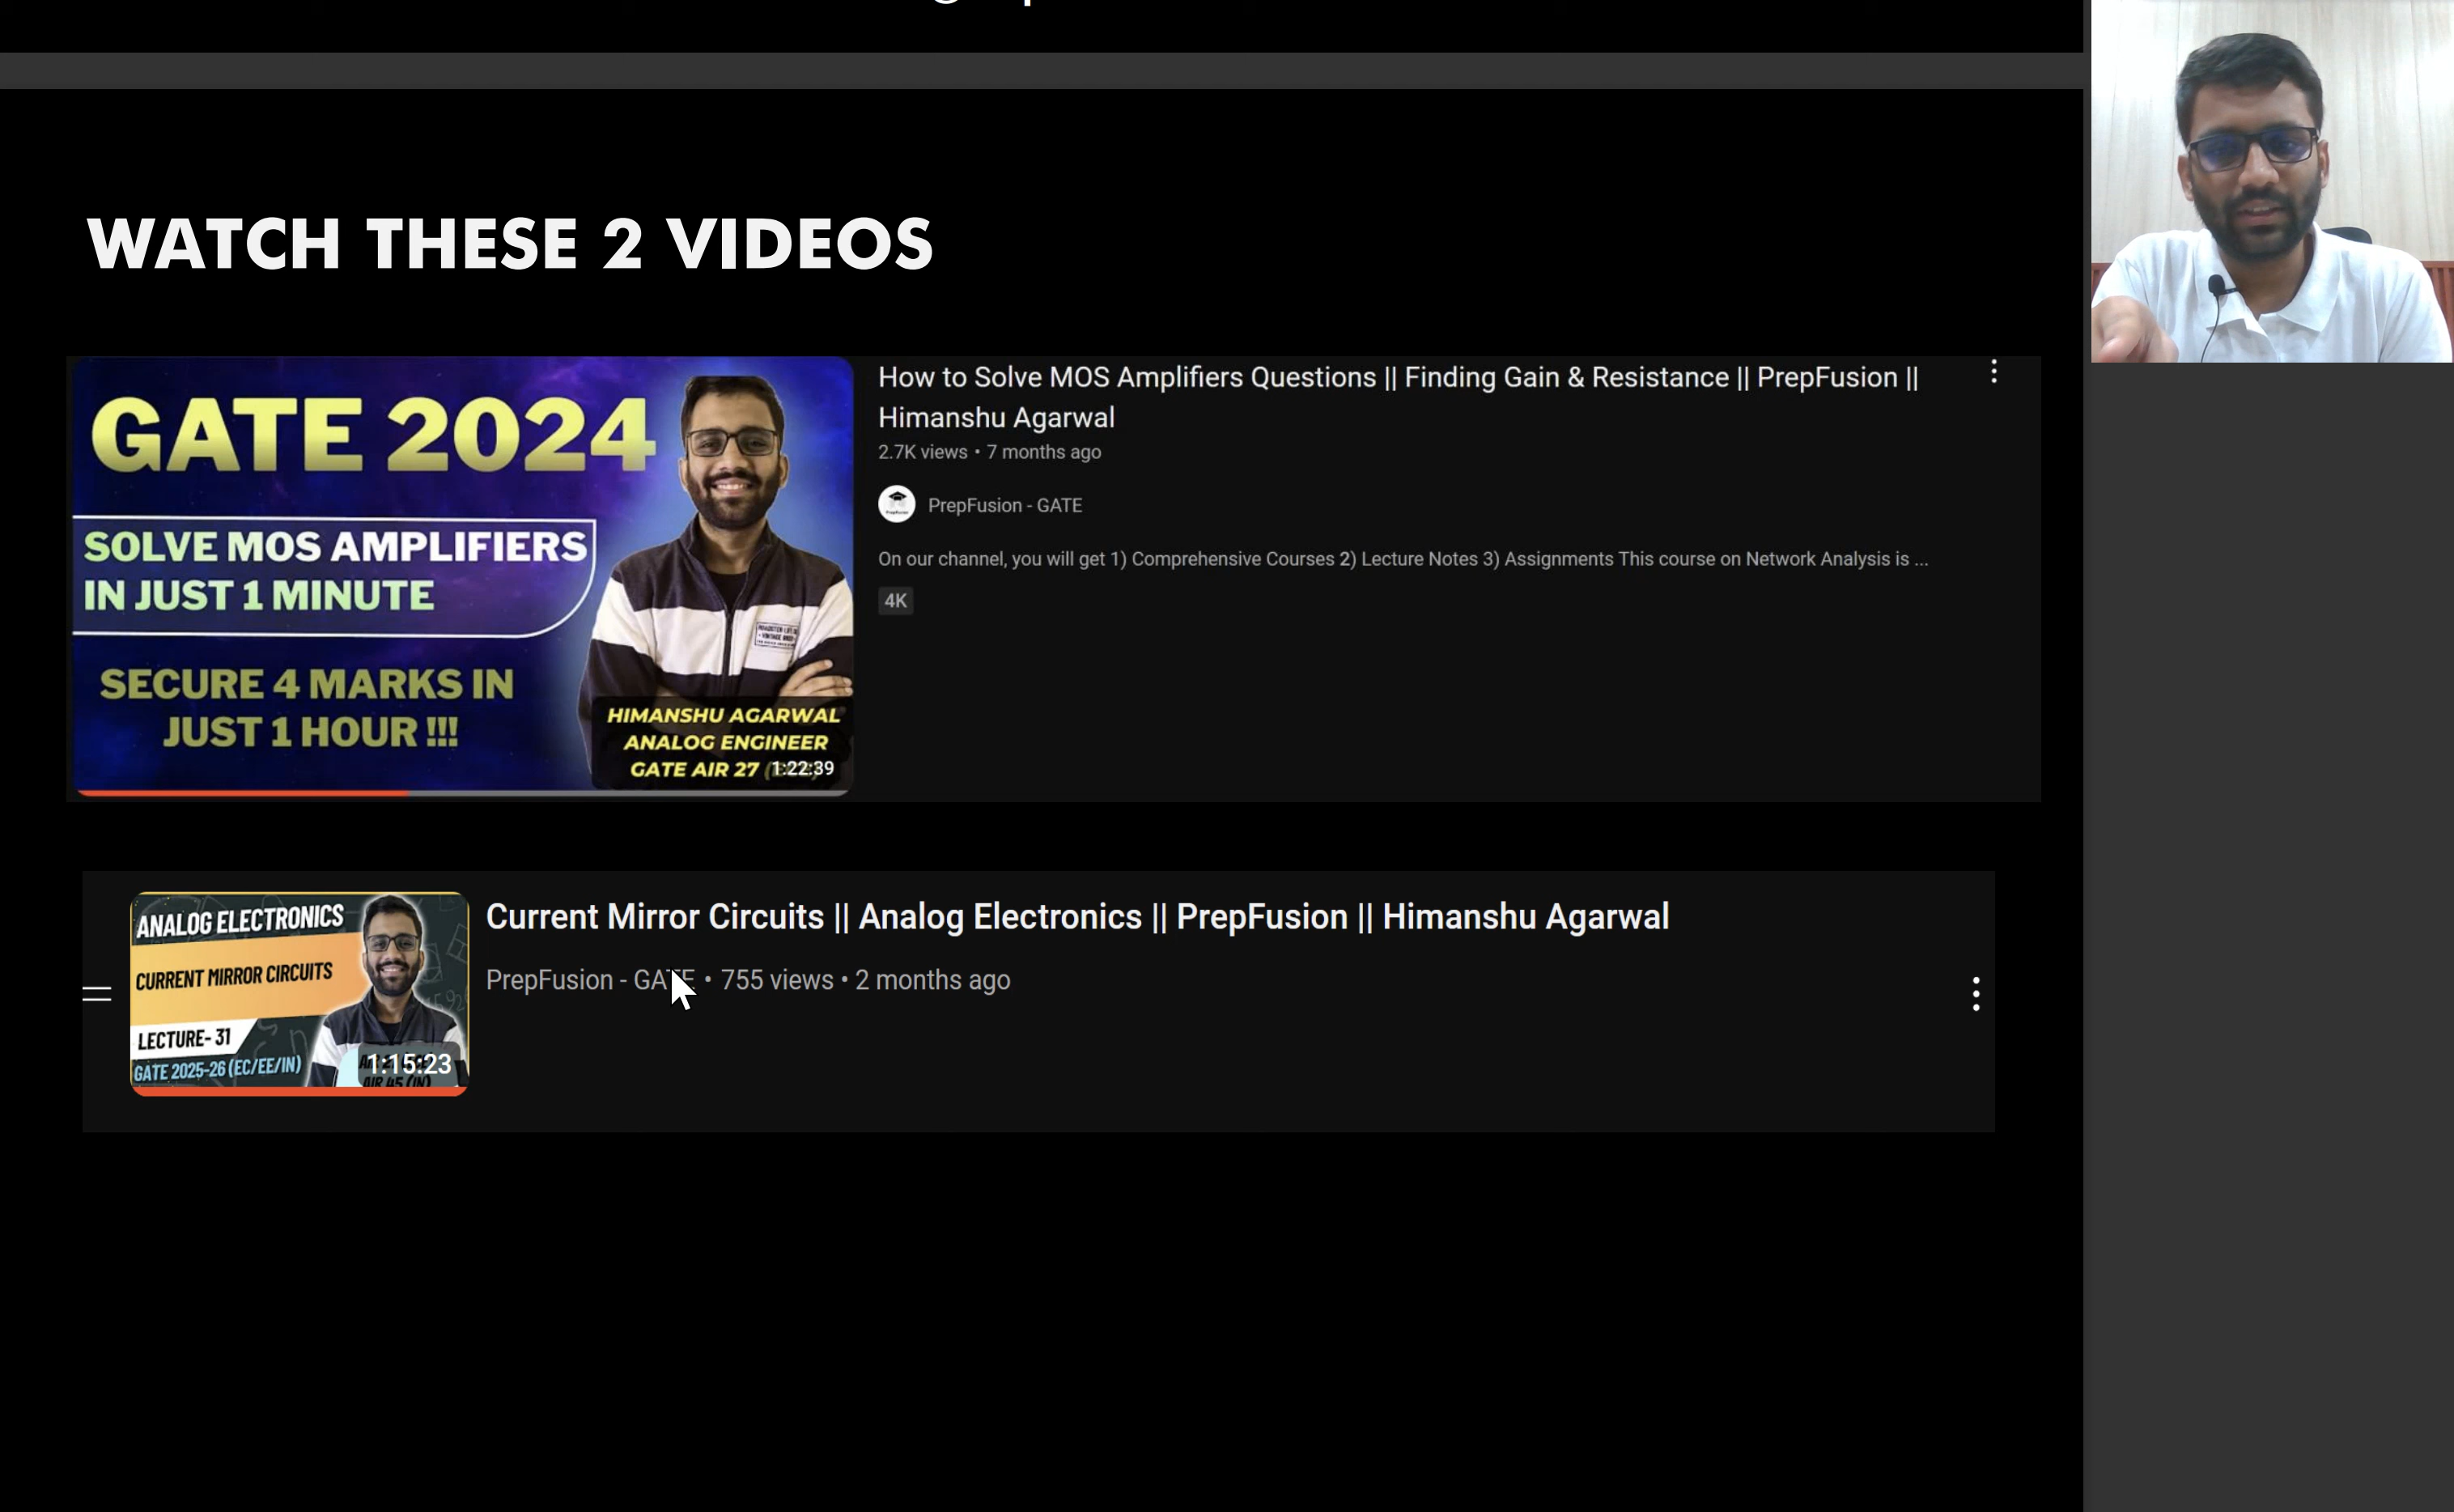 WATCH THESE 2 VIDEOS
GATE 2024
SOLVE MOS AMPLIFIERS
IN JUST 1 MINUTE
SECURE 4 MARKS IN
JUST 1 HOUR !!!
HIMANSHU AGARWAL
ANALOG ENGINEER
GATE AIR 27
1:22:39
How to Solve MOS Amplifiers Questions || Finding Gain & Resistance || PrepFusion ||
Himanshu Agarwal
2.7K views • 7 months ago
PrepFusion - GATE
On our channel, you will get 1) Comprehensive Courses 2) Lecture Notes 3) Assignments This course on Network Analysis is ...
4K
ANALOG ELECTRONICS
CURRENT MIRROR CIRCUITS
LECTURE- 31
GATE 2025-26 (EC/EE/IN)
1:15:23
AIR 45 (IN)
Current Mirror Circuits || Analog Electronics || PrepFusion || Himanshu Agarwal
PrepFusion - GATE • 755 views • 2 months ago